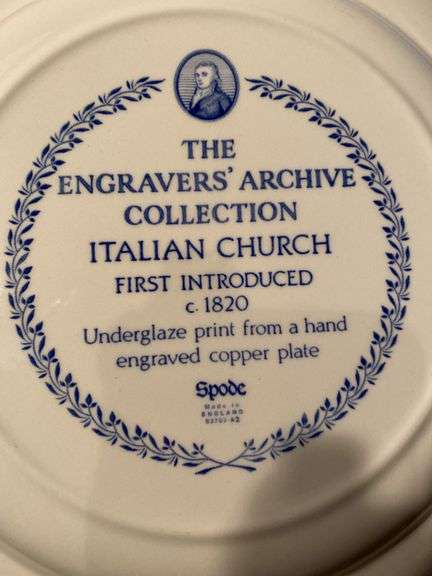 THE
ENGRAVERS' ARCHIVE
COLLECTION
ITALIAN CHURCH
FIRST INTRODUCED
c. 1820
Underglaze print from a hand
engraved copper plate
Spode
Made in
ENGLAND